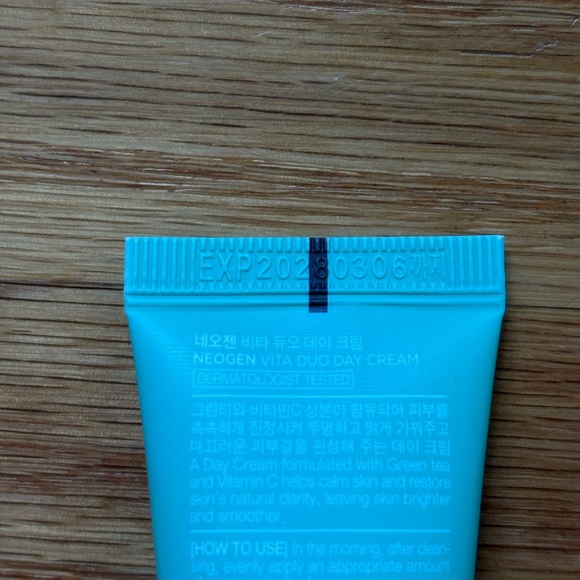 EXP20280306까지
네오젠 비타 듀오 데이 크림
NEOGEN VITA DUO DAY CREAM
DERMATOLOGIST TESTED
그린티와 비타민C 성분이 함유되어 피부를
촉촉하게 진정시켜 투명하고 맑게 가꿔주고
매끄러운 피부결을 완성해 주는 데이 크림
A Day Cream formulated with Green tea
and Vitamin C helps calm skin and restore
skin's natural clarity, leaving skin brighter
and smoother.
[HOW TO USE] In the morning, after clean-
sing, evenly apply an appropriate amount